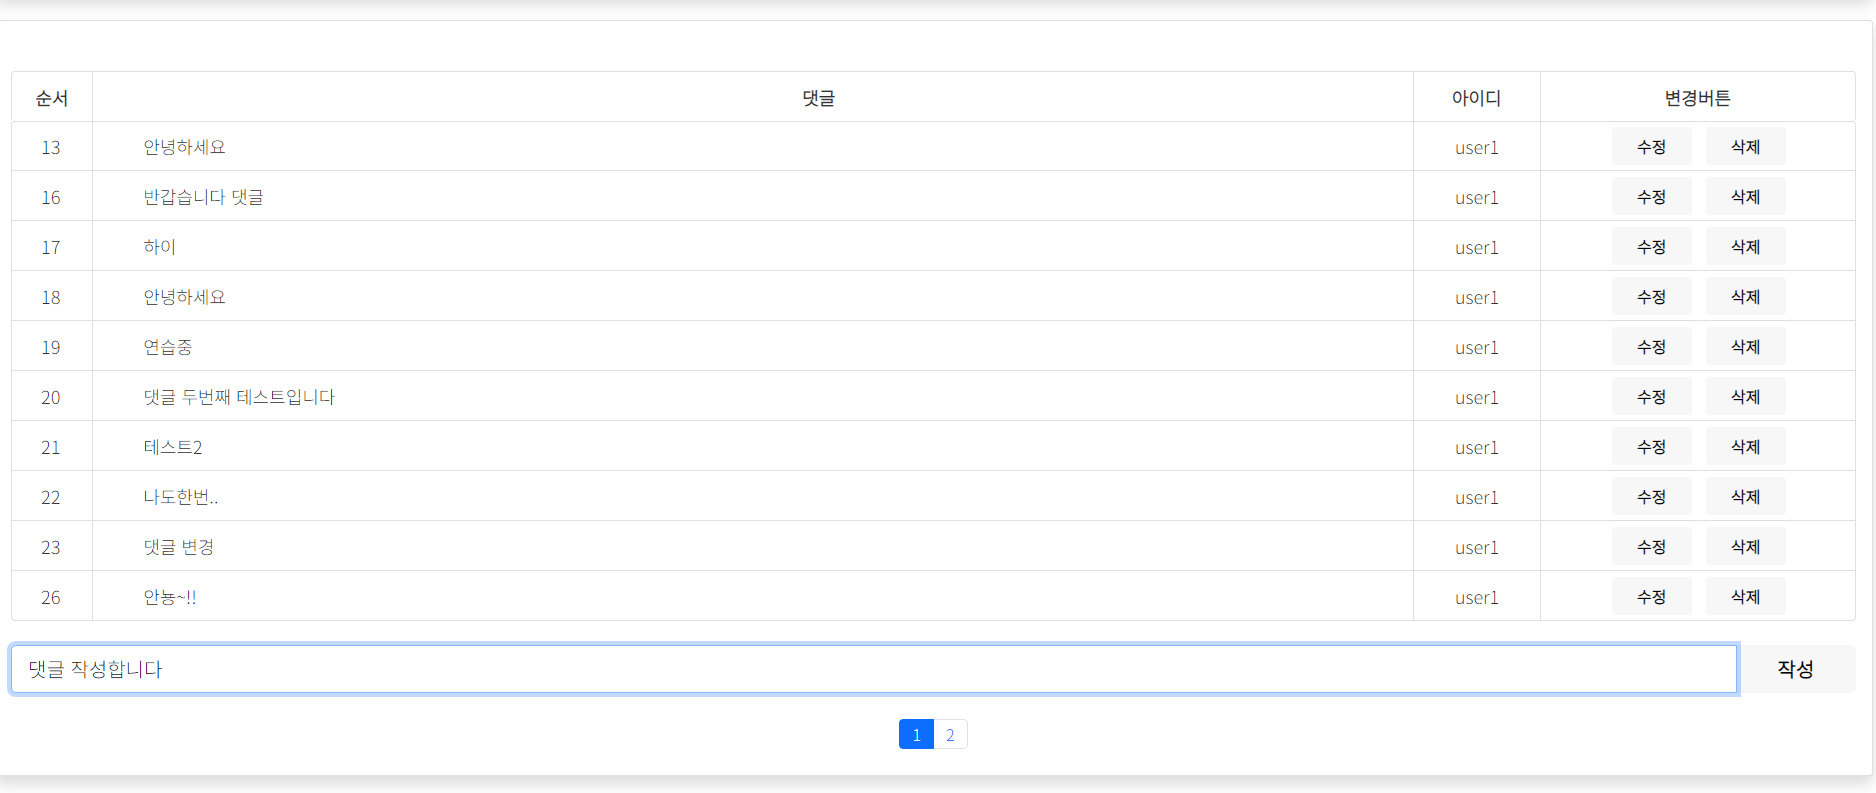 순서 댓글 아이디 변경버튼
13 안녕하세요 user1 수정 삭제
16 반갑습니다 댓글 user1 수정 삭제
17 하이 user1 수정 삭제
18 안녕하세요 user1 수정 삭제
19 연습중 user1 수정 삭제
20 댓글 두번째 테스트입니다 user1 수정 삭제
21 테스트2 user1 수정 삭제
22 나도한번.. user1 수정 삭제
23 댓글 변경 user1 수정 삭제
26 안뇽~!! user1 수정 삭제
댓글 작성합니다 작성
1 2